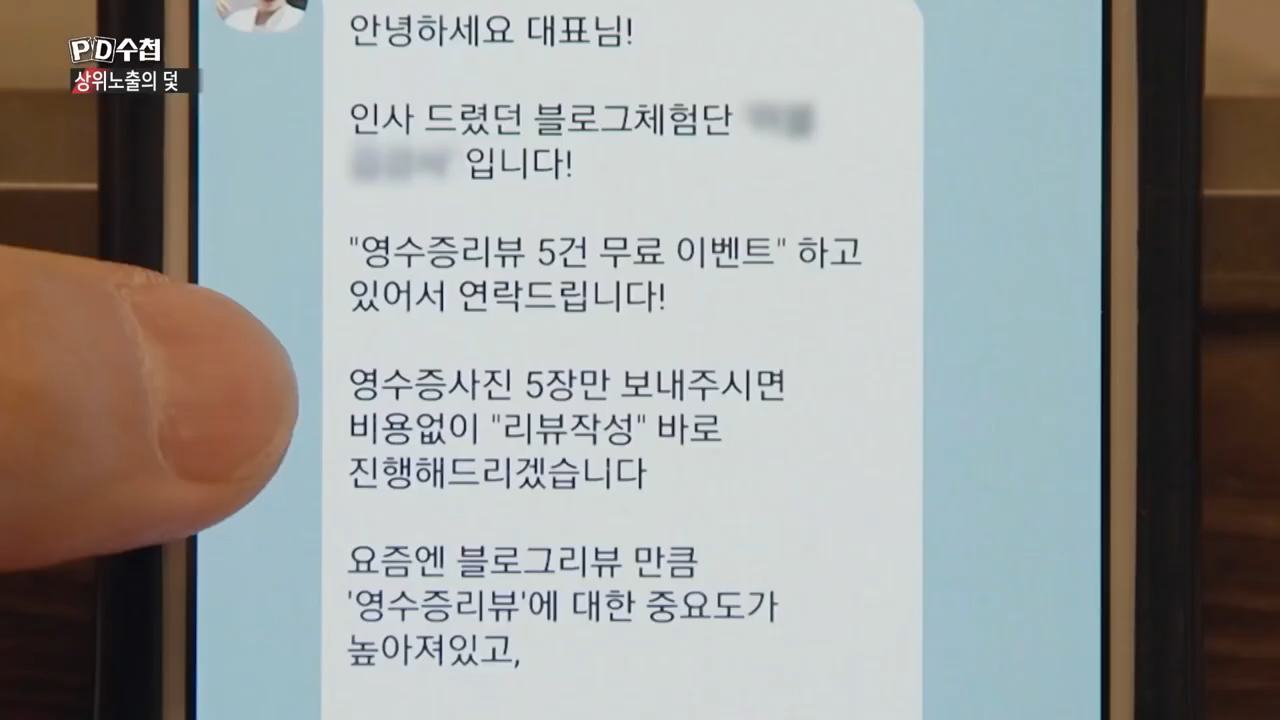 PD수첩
상위노출의 덫
안녕하세요 대표님!
인사 드렸던 블로그체험단
입니다!
"영수증리뷰 5건 무료 이벤트" 하고
있어서 연락드립니다!
영수증사진 5장만 보내주시면
비용없이 "리뷰작성" 바로
진행해드리겠습니다
요즘엔 블로그리뷰 만큼
'영수증리뷰'에 대한 중요도가
높아져있고,